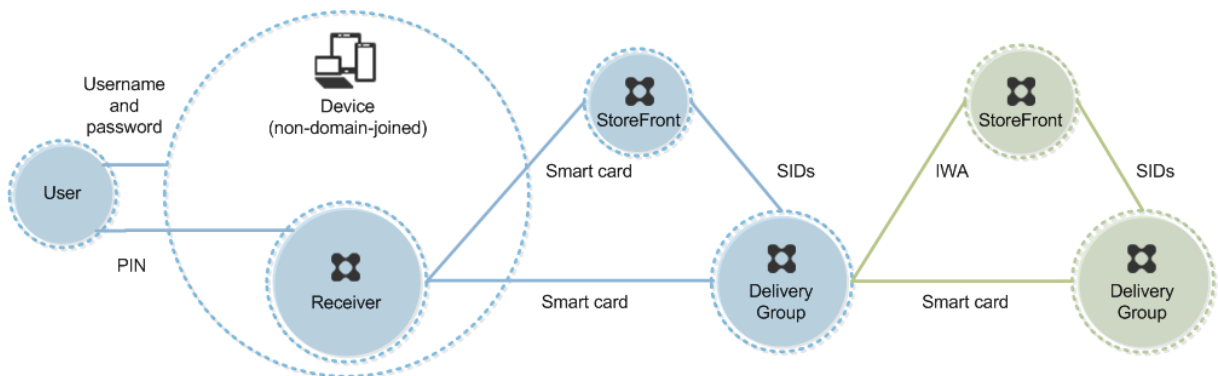 Username
and
password
User
PIN
Device
(non-domain-joined)
Receiver
StoreFront
Smart card
SIDs
Smart card
Delivery
Group
StoreFront
IWA
SIDs
Smart card
Delivery
Group